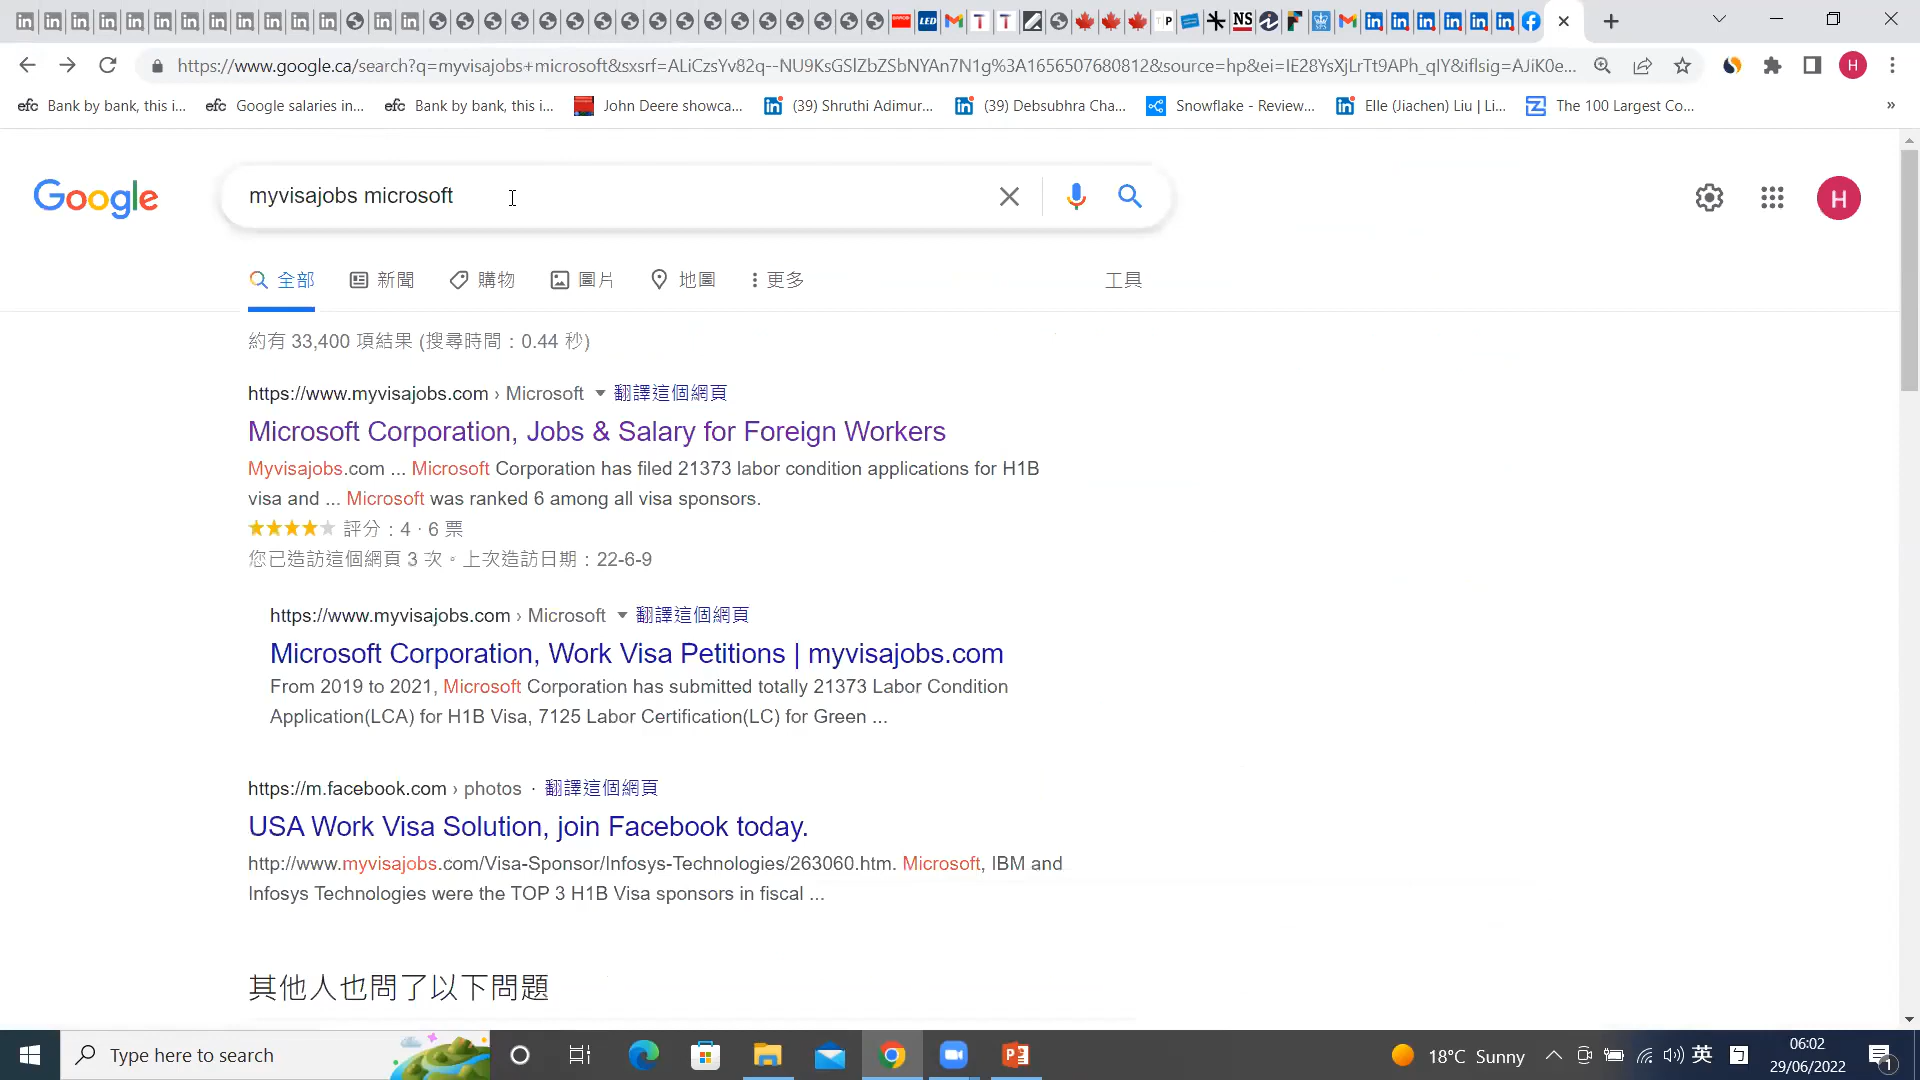 https://www.google.ca/search?q=myvisajobs+microsoft&sxsrf=ALiCzsYv82q--NU9KsGSlZbZSbNYAn7N1g%3A1656507680812&source=hp&ei=IE28YsXjLrTt9APh_qlY&iflsig=AJiK0e...
H
efc Bank by bank, this i...
efc Google salaries in...
efc Bank by bank, this i...
John Deere showca...
(39) Shruthi Adimur...
(39) Debsubhra Cha...
Snowflake - Review...
Elle (Jiachen) Liu | Li...
The 100 Largest Co...
»
Google
myvisajobs microsoft
H
全部
新聞
購物
圖片
地圖
更多
工具
約有 33,400 項結果 (搜尋時間：0.44 秒)
https://www.myvisajobs.com › Microsoft 翻譯這個網頁
Microsoft Corporation, Jobs & Salary for Foreign Workers
Myvisajobs.com ... Microsoft Corporation has filed 21373 labor condition applications for H1B
visa and ... Microsoft was ranked 6 among all visa sponsors.
評分：4 · 6 票
您已造訪這個網頁 3 次。上次造訪日期：22-6-9
https://www.myvisajobs.com › Microsoft 翻譯這個網頁
Microsoft Corporation, Work Visa Petitions | myvisajobs.com
From 2019 to 2021, Microsoft Corporation has submitted totally 21373 Labor Condition
Application(LCA) for H1B Visa, 7125 Labor Certification(LC) for Green ...
https://m.facebook.com › photos · 翻譯這個網頁
USA Work Visa Solution, join Facebook today.
http://www.myvisajobs.com/Visa-Sponsor/Infosys-Technologies/263060.htm. Microsoft, IBM and
Infosys Technologies were the TOP 3 H1B Visa sponsors in fiscal ...
其他人也問了以下問題
Type here to search
18°C Sunny
英
06:02
29/06/2022
1